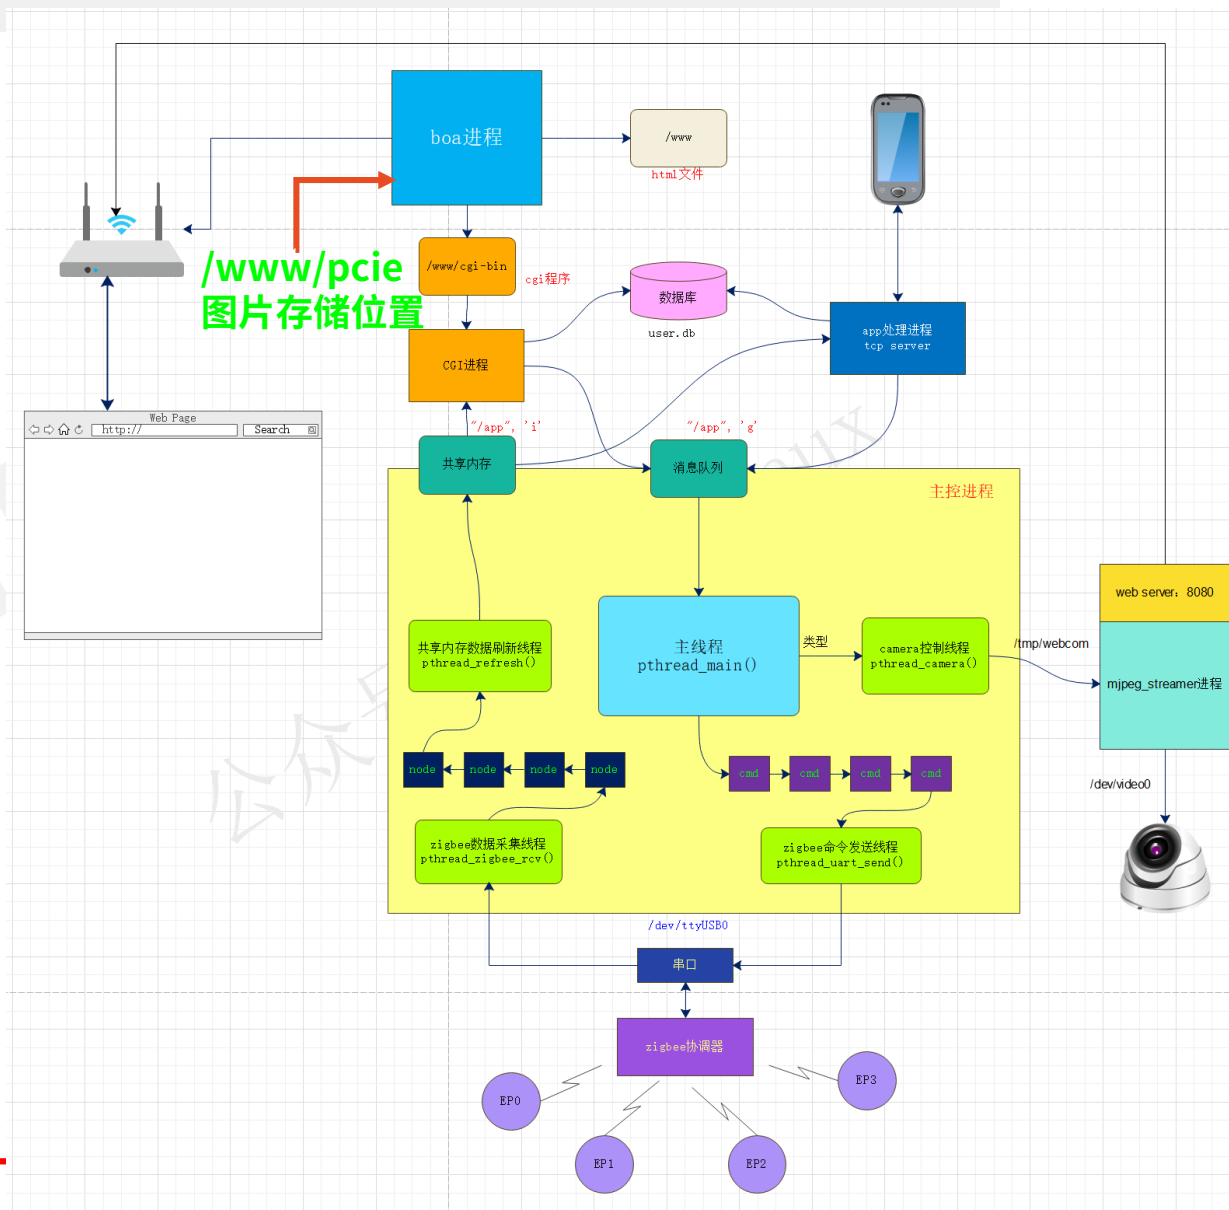 boa进程
/www
html文件
/www/pcie
图片存储位置
/www/cgi-bin
cgi程序
数据库
user.db
app处理进程
tcp server
CGI进程
Web Page
http://
Search
"/app", 'i'
"/app", 'g'
共享内存
消息队列
主控进程
web server：8080
共享内存数据刷新线程
pthread_refresh()
主线程
pthread_main()
类型
camera控制线程
pthread_camera()
/tmp/webcom
mjpeg_streamer进程
node
node
node
node
cmd
cmd
cmd
cmd
/dev/video0
zigbee数据采集线程
pthread_zigbee_rcv()
zigbee命令发送线程
pthread_uart_send()
/dev/ttyUSB0
串口
zigbee协调器
EP0
EP1
EP2
EP3
公众号